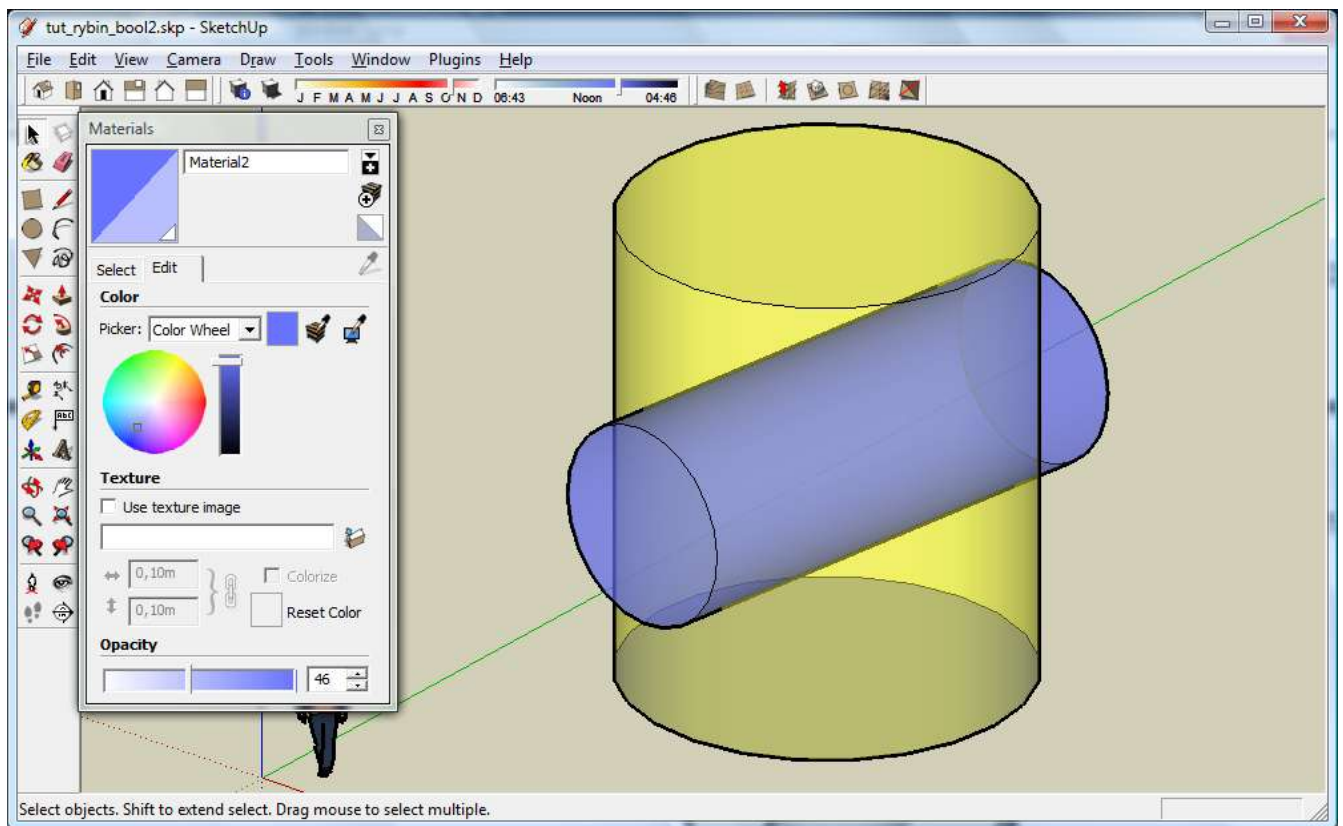 tut_rybin_bool2.skp - SketchUp
File Edit View Camera Draw Tools Window Plugins Help
J F M A M J J A S O N D 06:43 Noon 04:46
Materials
Material2
Select Edit
Color
Picker: Color Wheel
Abc
Texture
Use texture image
0,10m
Colorize
0,10m
Reset Color
Opacity
46
Select objects. Shift to extend select. Drag mouse to select multiple.